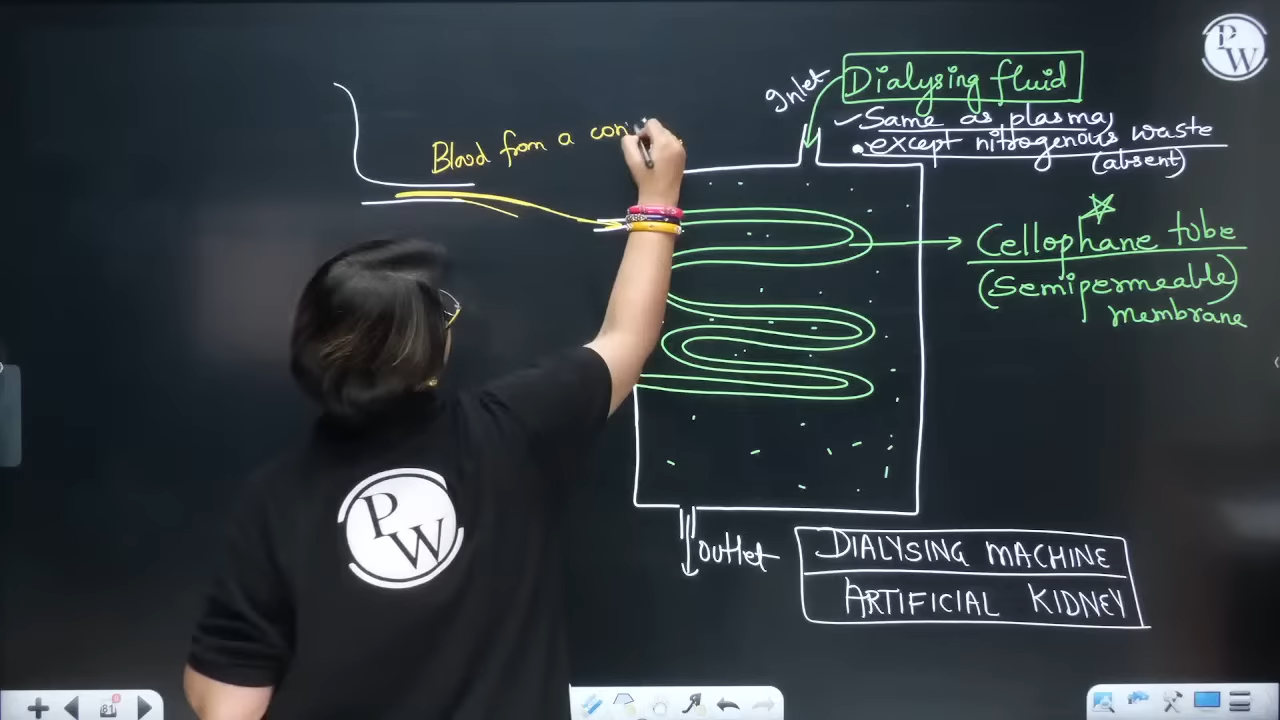 Blood from a con
Inlet
Dialysing fluid
Same as plasma,
except nitrogenous waste
(absent)
Cellophane tube
(Semipermeable)
membrane
outlet
DIALYSING MACHINE
ARTIFICIAL KIDNEY
PW
PW
81